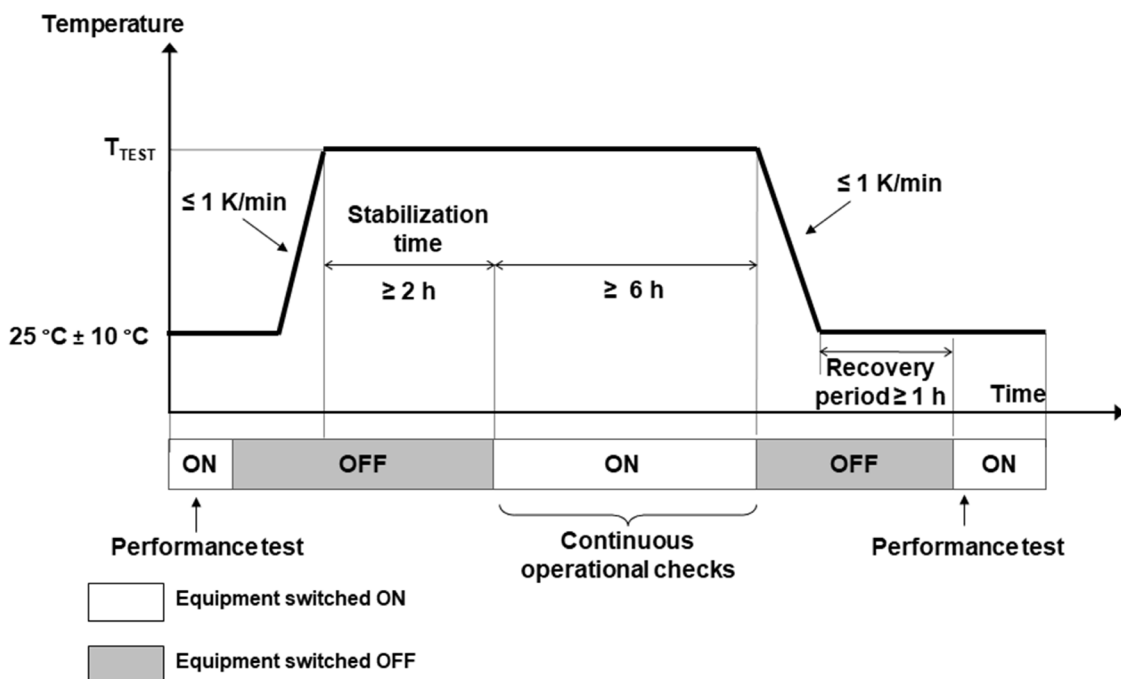 Temperature
T_TEST
≤ 1 K/min
Stabilization
time
≥ 2 h
≥ 6 h
≤ 1 K/min
25 °C ± 10 °C
Recovery
period ≥ 1 h
Time
ON
OFF
ON
OFF
ON
Performance test
Continuous
operational checks
Performance test
Equipment switched ON
Equipment switched OFF